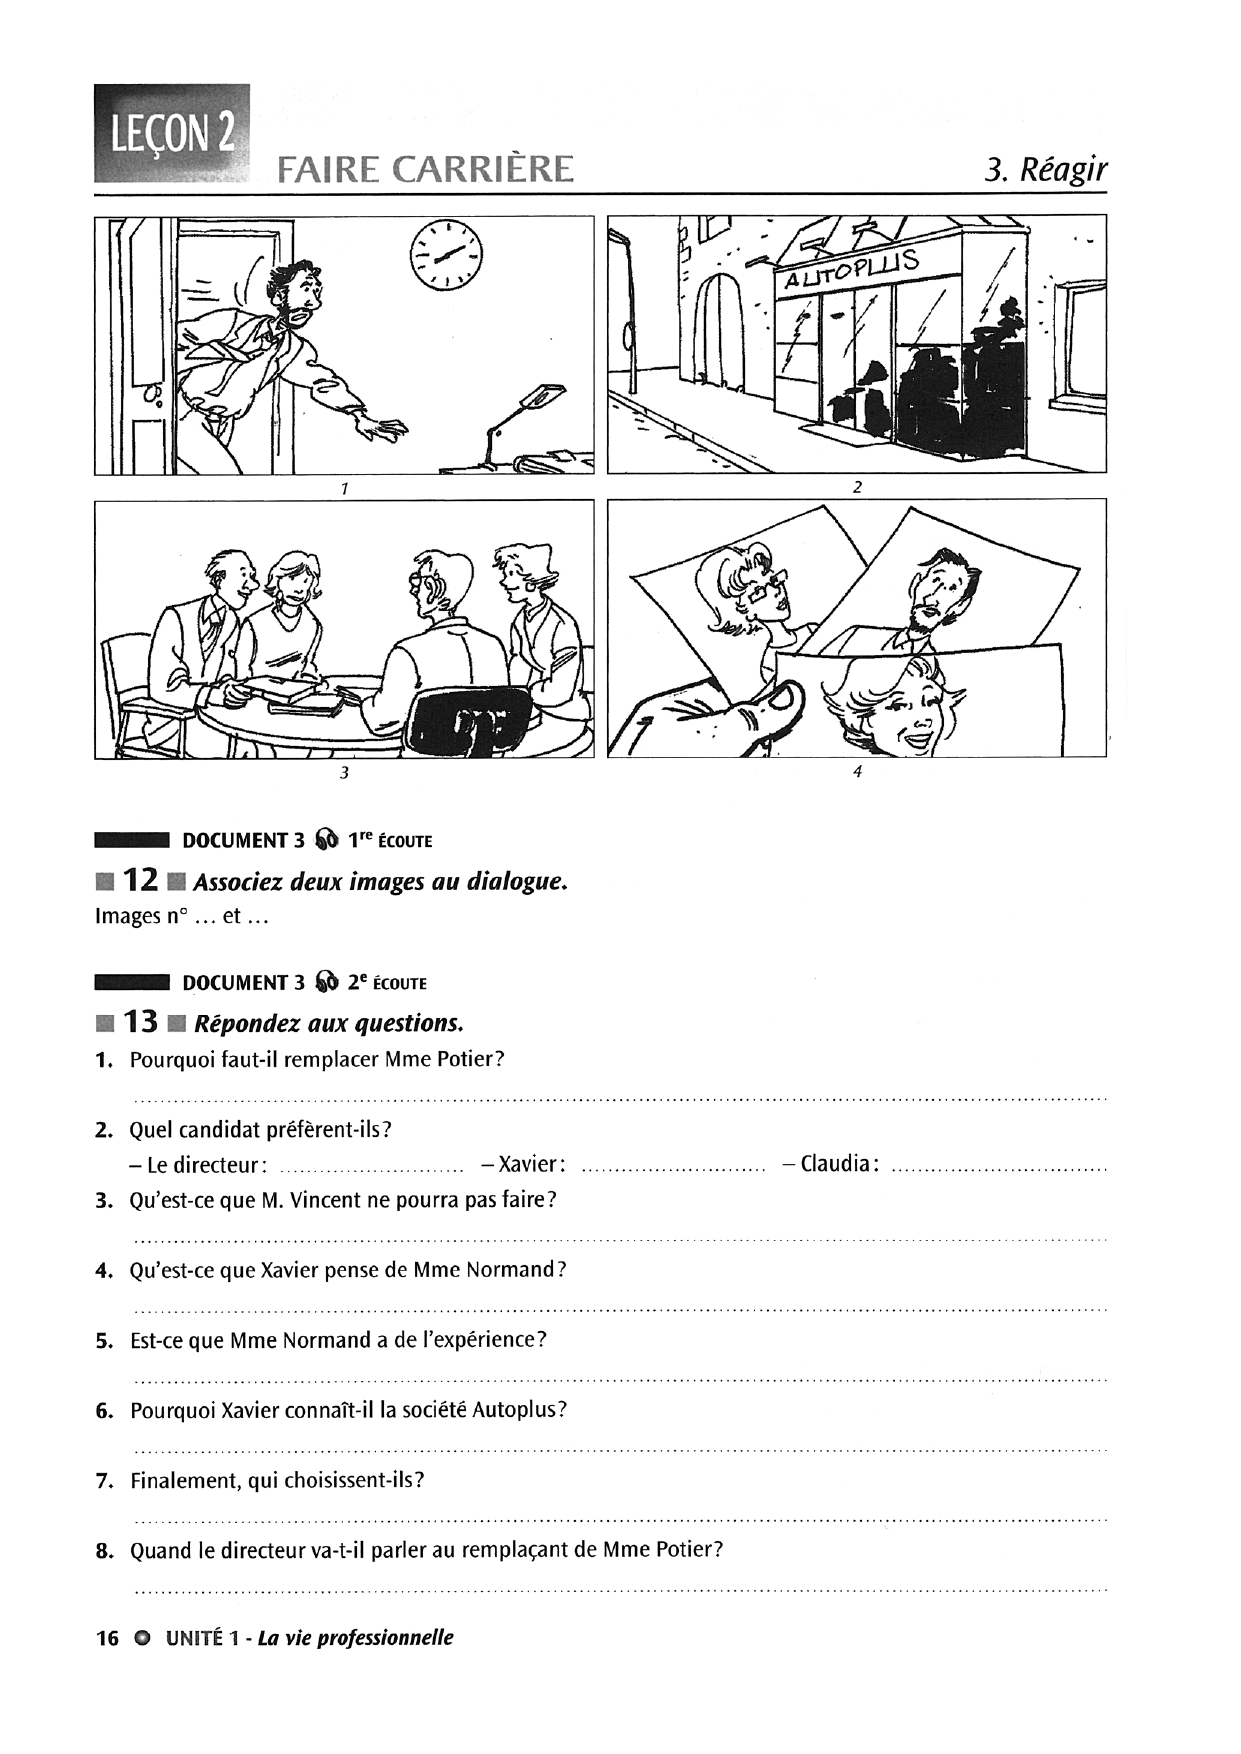 LEÇON 2
FAIRE CARRIÈRE
3. Réagir
AUTOPLUS
1
2
3
4
DOCUMENT 3 1re ÉCOUTE
12 Associez deux images au dialogue.
Images n° ... et ...
DOCUMENT 3 2e ÉCOUTE
13 Répondez aux questions.
1. Pourquoi faut-il remplacer Mme Potier?
2. Quel candidat préfèrent-ils?
– Le directeur: ........................... – Xavier: ........................... – Claudia: ................................
3. Qu'est-ce que M. Vincent ne pourra pas faire?
4. Qu'est-ce que Xavier pense de Mme Normand?
5. Est-ce que Mme Normand a de l'expérience?
6. Pourquoi Xavier connaît-il la société Autoplus?
7. Finalement, qui choisissent-ils?
8. Quand le directeur va-t-il parler au remplaçant de Mme Potier?
16 UNITÉ 1 - La vie professionnelle